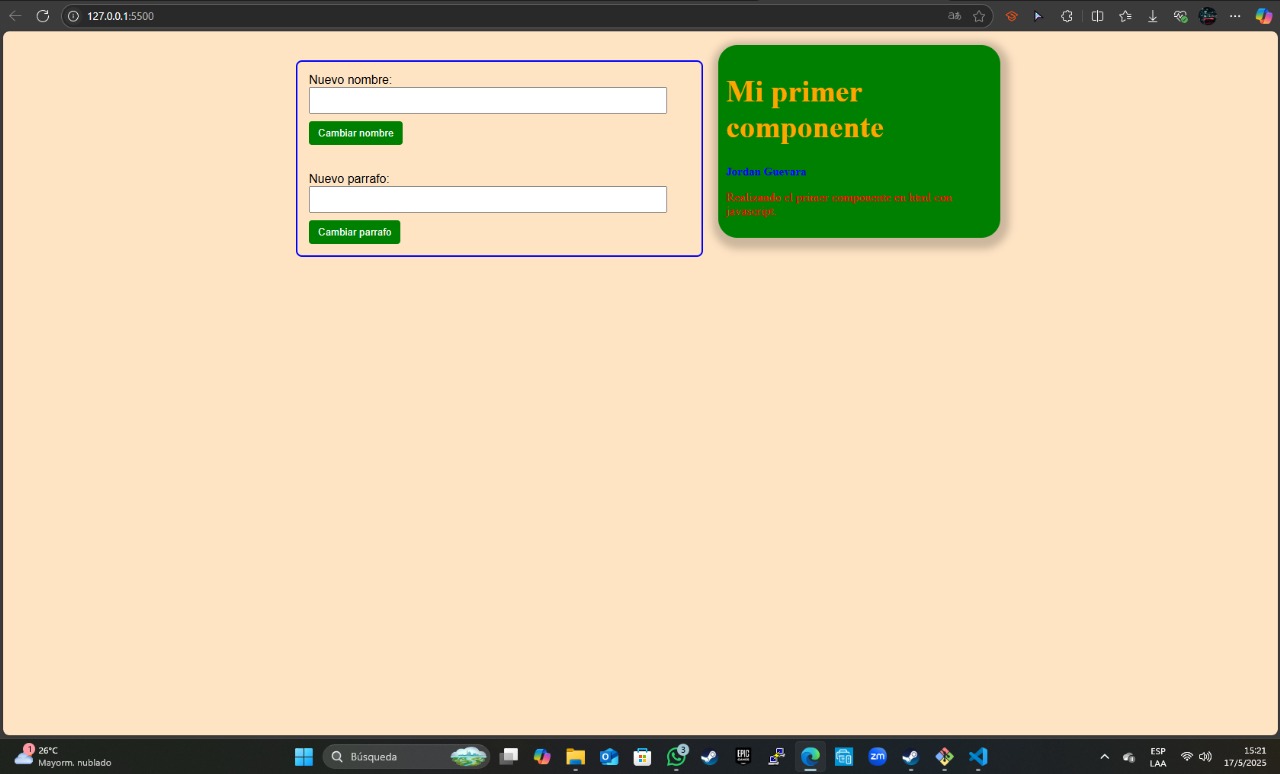 127.0.0.1:5500
Nuevo nombre:
Cambiar nombre
Nuevo parrafo:
Cambiar parrafo
Mi primer
componente
Jordan Guevara
Realizando el primer componente en html con
javascript
1
26°C
Mayorm. nublado
Búsqueda
3
EPIC
zm
ESP
LAA
15:21
17/5/2025